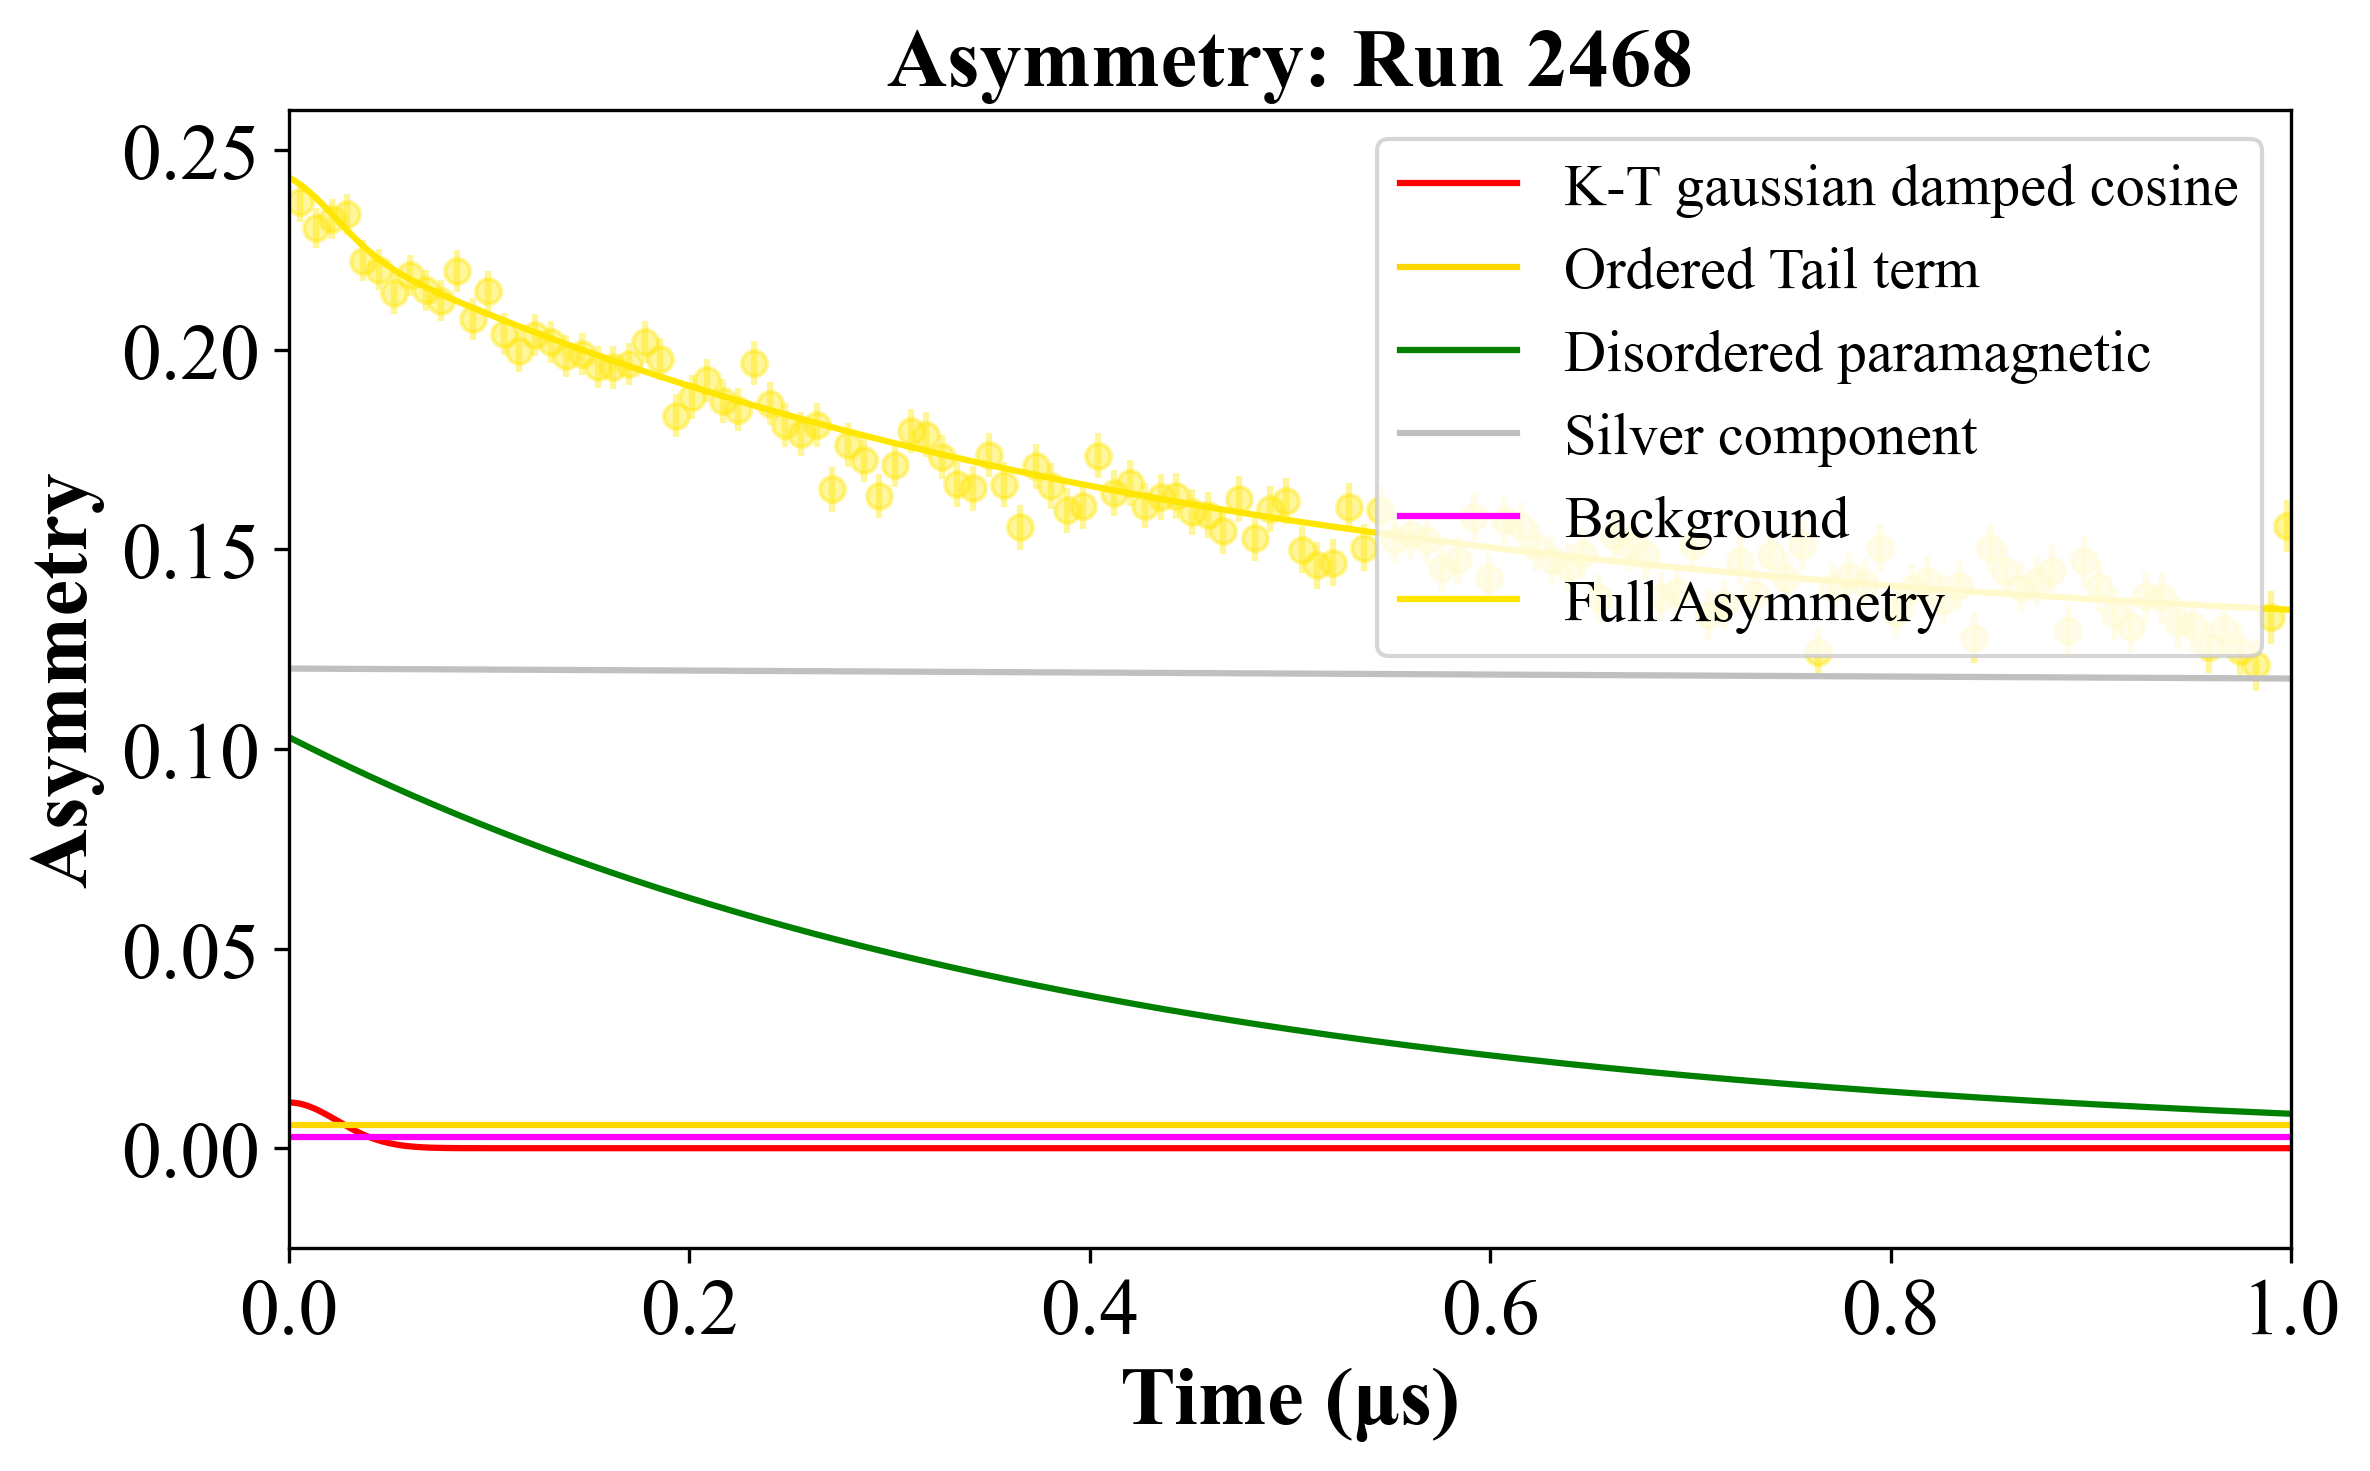 Asymmetry: Run 2468
0.25
0.20
0.15
0.10
0.05
0.00
Asymmetry
K-T gaussian damped cosine
Ordered Tail term
Disordered paramagnetic
Silver component
Background
Full Asymmetry
0.0 0.2 0.4 0.6 0.8 1.0
Time (μs)